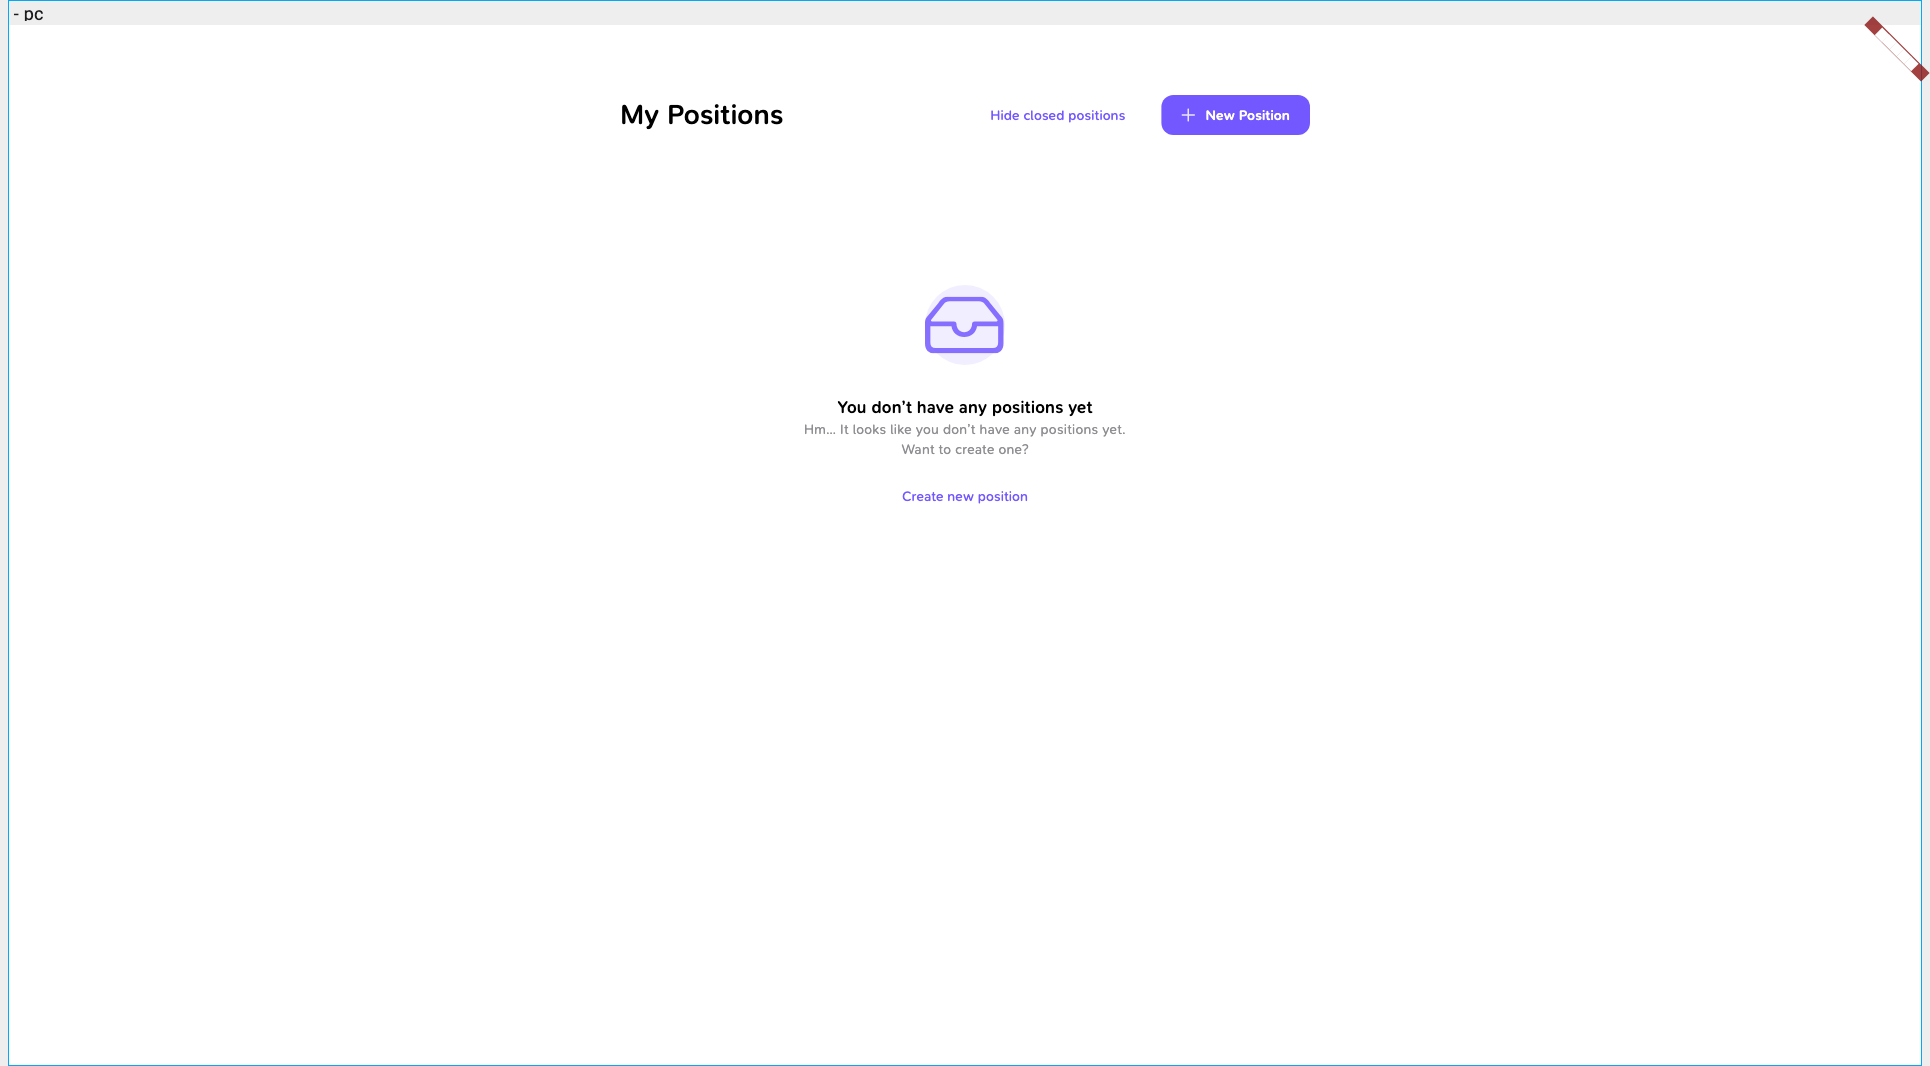 - pc
My Positions
Hide closed positions
New Position
You don’t have any positions yet
Hm... It looks like you don’t have any positions yet.
Want to create one?
Create new position